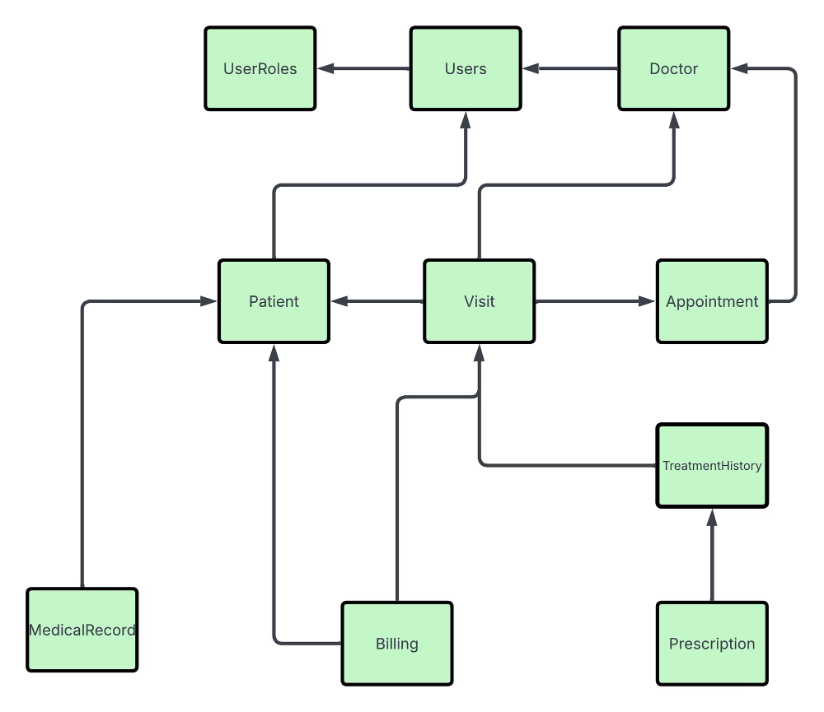 UserRoles
Users
Doctor
Patient
Visit
Appointment
TreatmentHistory
MedicalRecord
Billing
Prescription